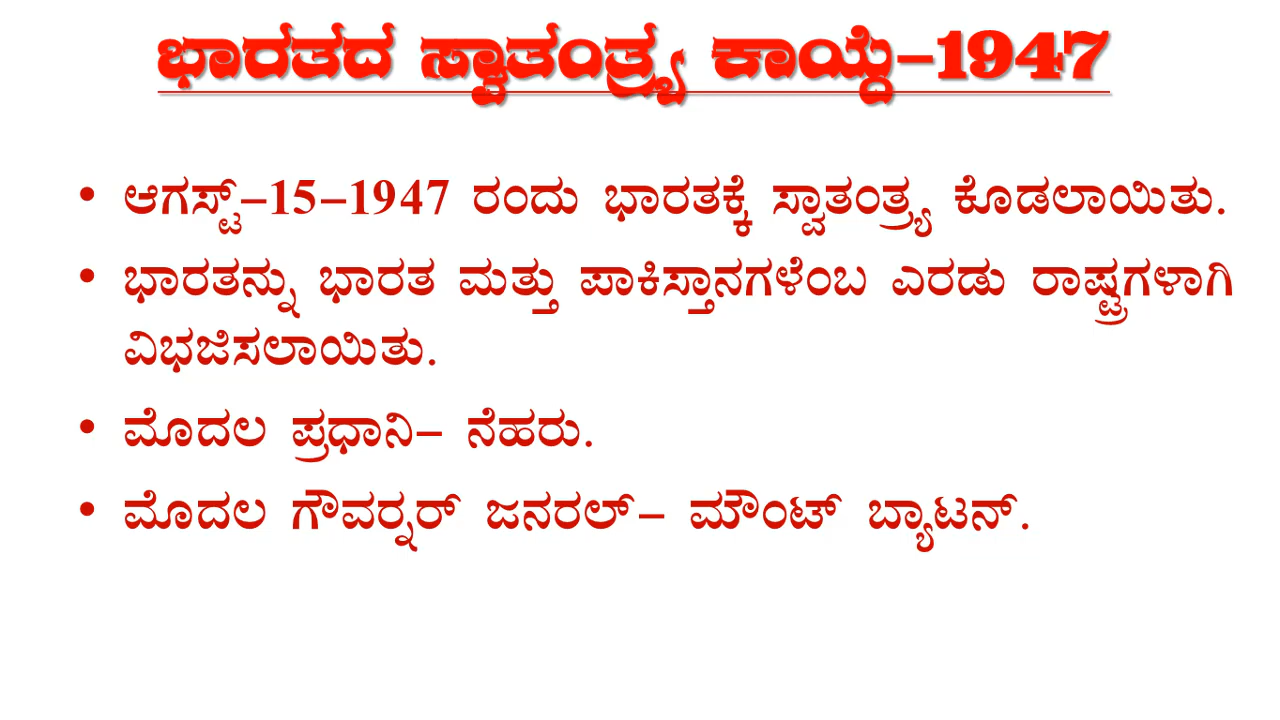 ಭಾರತದ ಸ್ವಾತಂತ್ರ್ಯ ಕಾಯ್ದೆ-1947
• ಆಗಸ್ಟ್-15-1947 ರಂದು ಭಾರತಕ್ಕೆ ಸ್ವಾತಂತ್ರ್ಯ ಕೊಡಲಾಯಿತು.
• ಭಾರತನ್ನು ಭಾರತ ಮತ್ತು ಪಾಕಿಸ್ತಾನಗಳೆಂಬ ಎರಡು ರಾಷ್ಟ್ರಗಳಾಗಿ
ವಿಭಜಿಸಲಾಯಿತು.
• ಮೊದಲ ಪ್ರಧಾನಿ- ನೆಹರು.
• ಮೊದಲ ಗೌವರ‍್ನರ್ ಜನರಲ್- ಮೌಂಟ್ ಬ್ಯಾಟನ್.